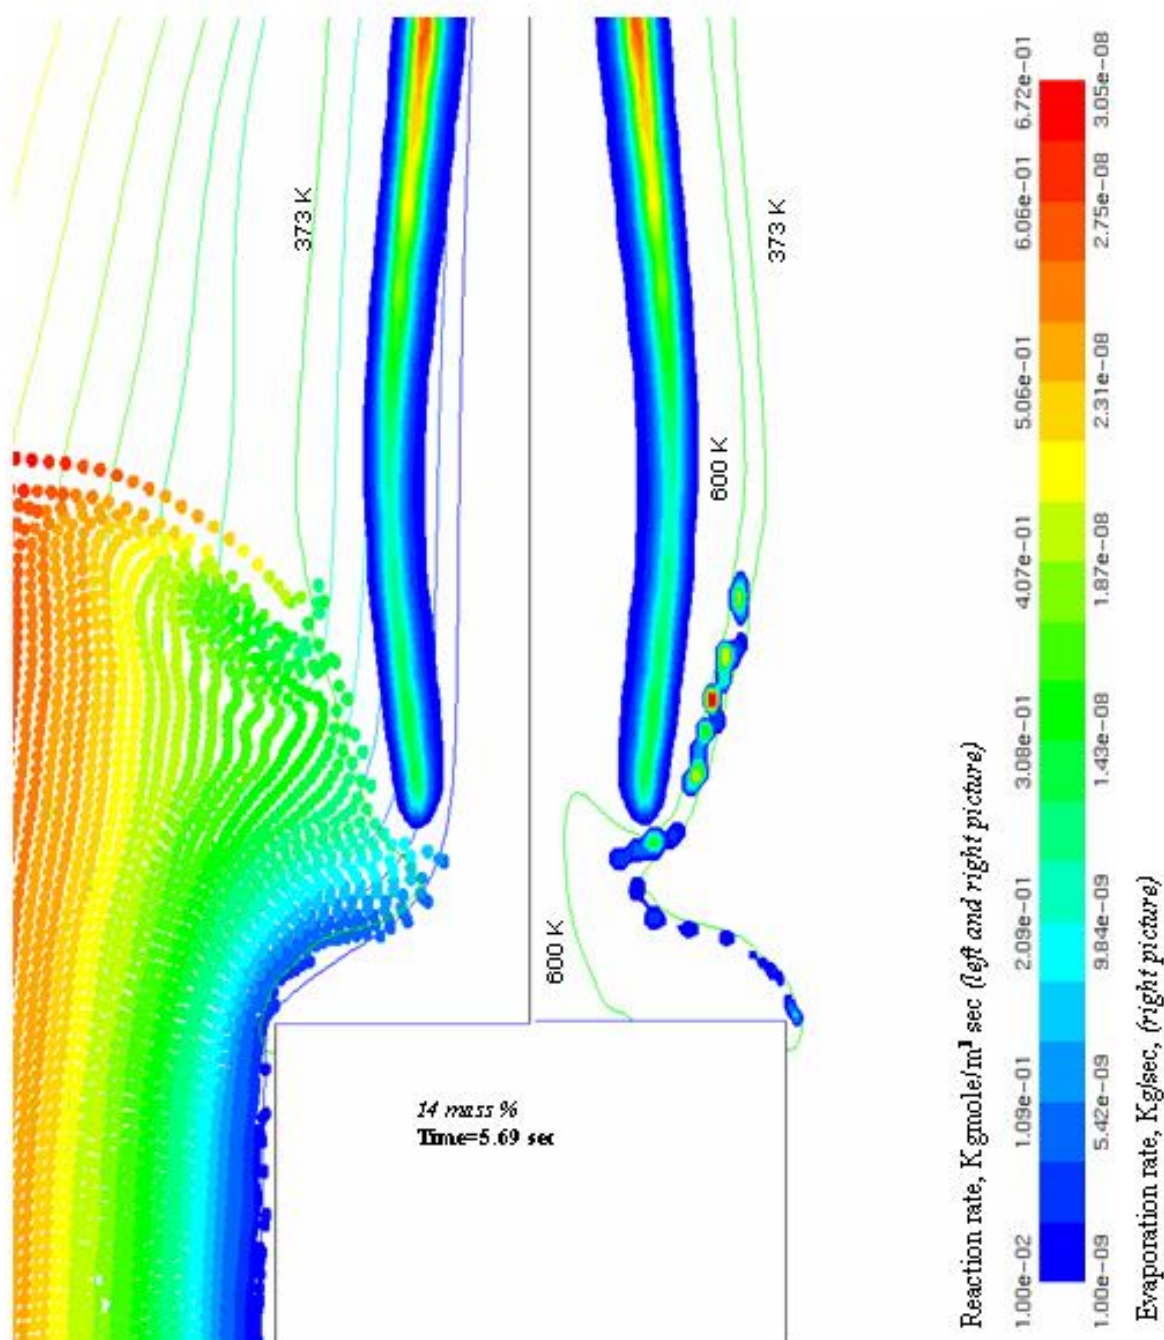 373 K
373 K
600 K
600 K
14 mass %
Time=5.69 sec
Reaction rate, Kgmole/m³ sec (left and right picture)
1.00e-02 1.09e-01 2.09e-01 3.08e-01 4.07e-01 5.06e-01 6.06e-01 6.72e-01
1.00e-09 5.42e-09 9.84e-09 1.43e-08 1.87e-08 2.31e-08 2.75e-08 3.05e-08
Evaporation rate, Kg/sec, (right picture)